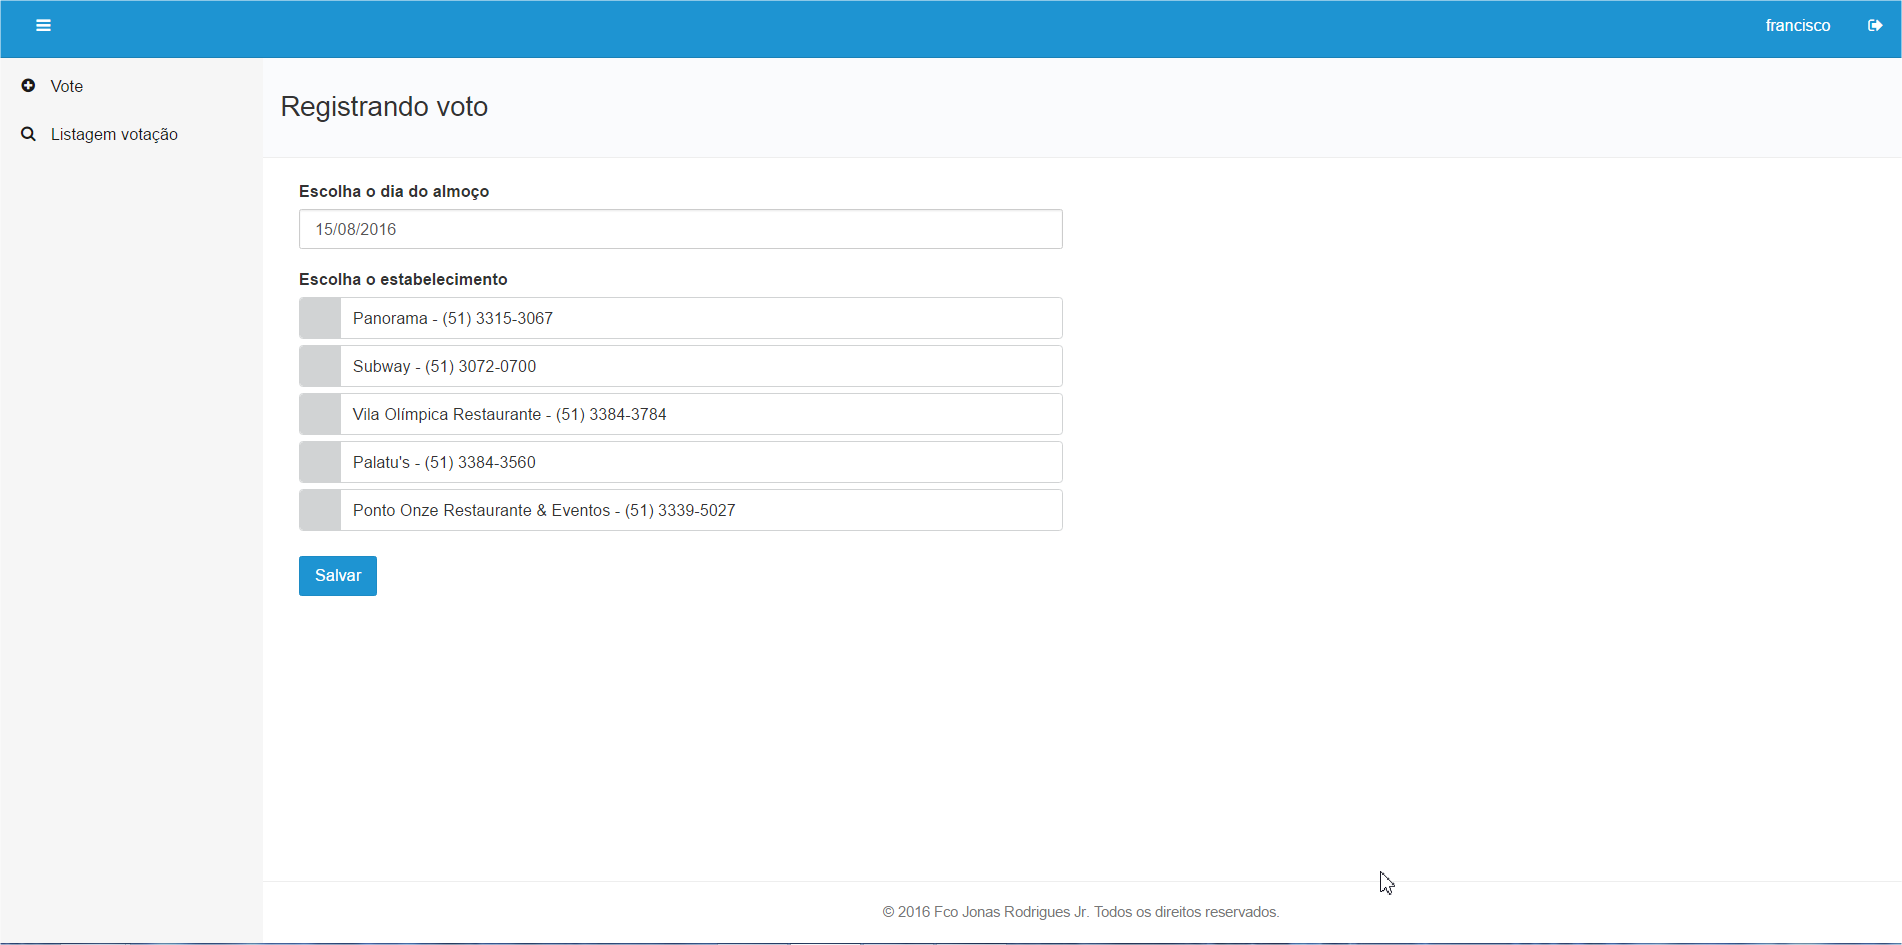 francisco
Vote
Listagem votação
Registrando voto
Escolha o dia do almoço
15/08/2016
Escolha o estabelecimento
Panorama - (51) 3315-3067
Subway - (51) 3072-0700
Vila Olímpica Restaurante - (51) 3384-3784
Palatu's - (51) 3384-3560
Ponto Onze Restaurante & Eventos - (51) 3339-5027
Salvar
© 2016 Fco Jonas Rodrigues Jr. Todos os direitos reservados.